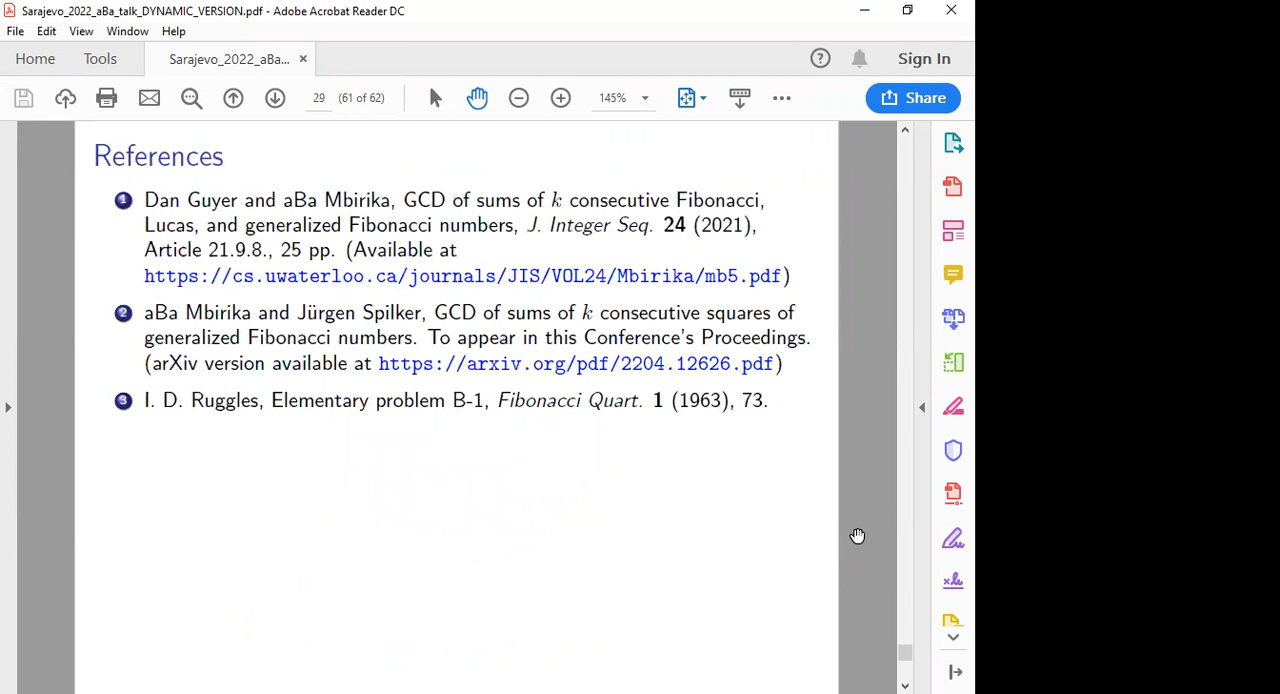 Sarajevo_2022_aBa_talk_DYNAMIC_VERSION.pdf - Adobe Acrobat Reader DC
File Edit View Window Help
Home Tools Sarajevo_2022_aBa... × Sign In
29 (61 of 62) 145% Share
References
1 Dan Guyer and aBa Mbirika, GCD of sums of k consecutive Fibonacci,
Lucas, and generalized Fibonacci numbers, J. Integer Seq. 24 (2021),
Article 21.9.8., 25 pp. (Available at
https://cs.uwaterloo.ca/journals/JIS/VOL24/Mbirika/mb5.pdf)
2 aBa Mbirika and Jürgen Spilker, GCD of sums of k consecutive squares of
generalized Fibonacci numbers. To appear in this Conference's Proceedings.
(arXiv version available at https://arxiv.org/pdf/2204.12626.pdf)
3 I. D. Ruggles, Elementary problem B-1, Fibonacci Quart. 1 (1963), 73.